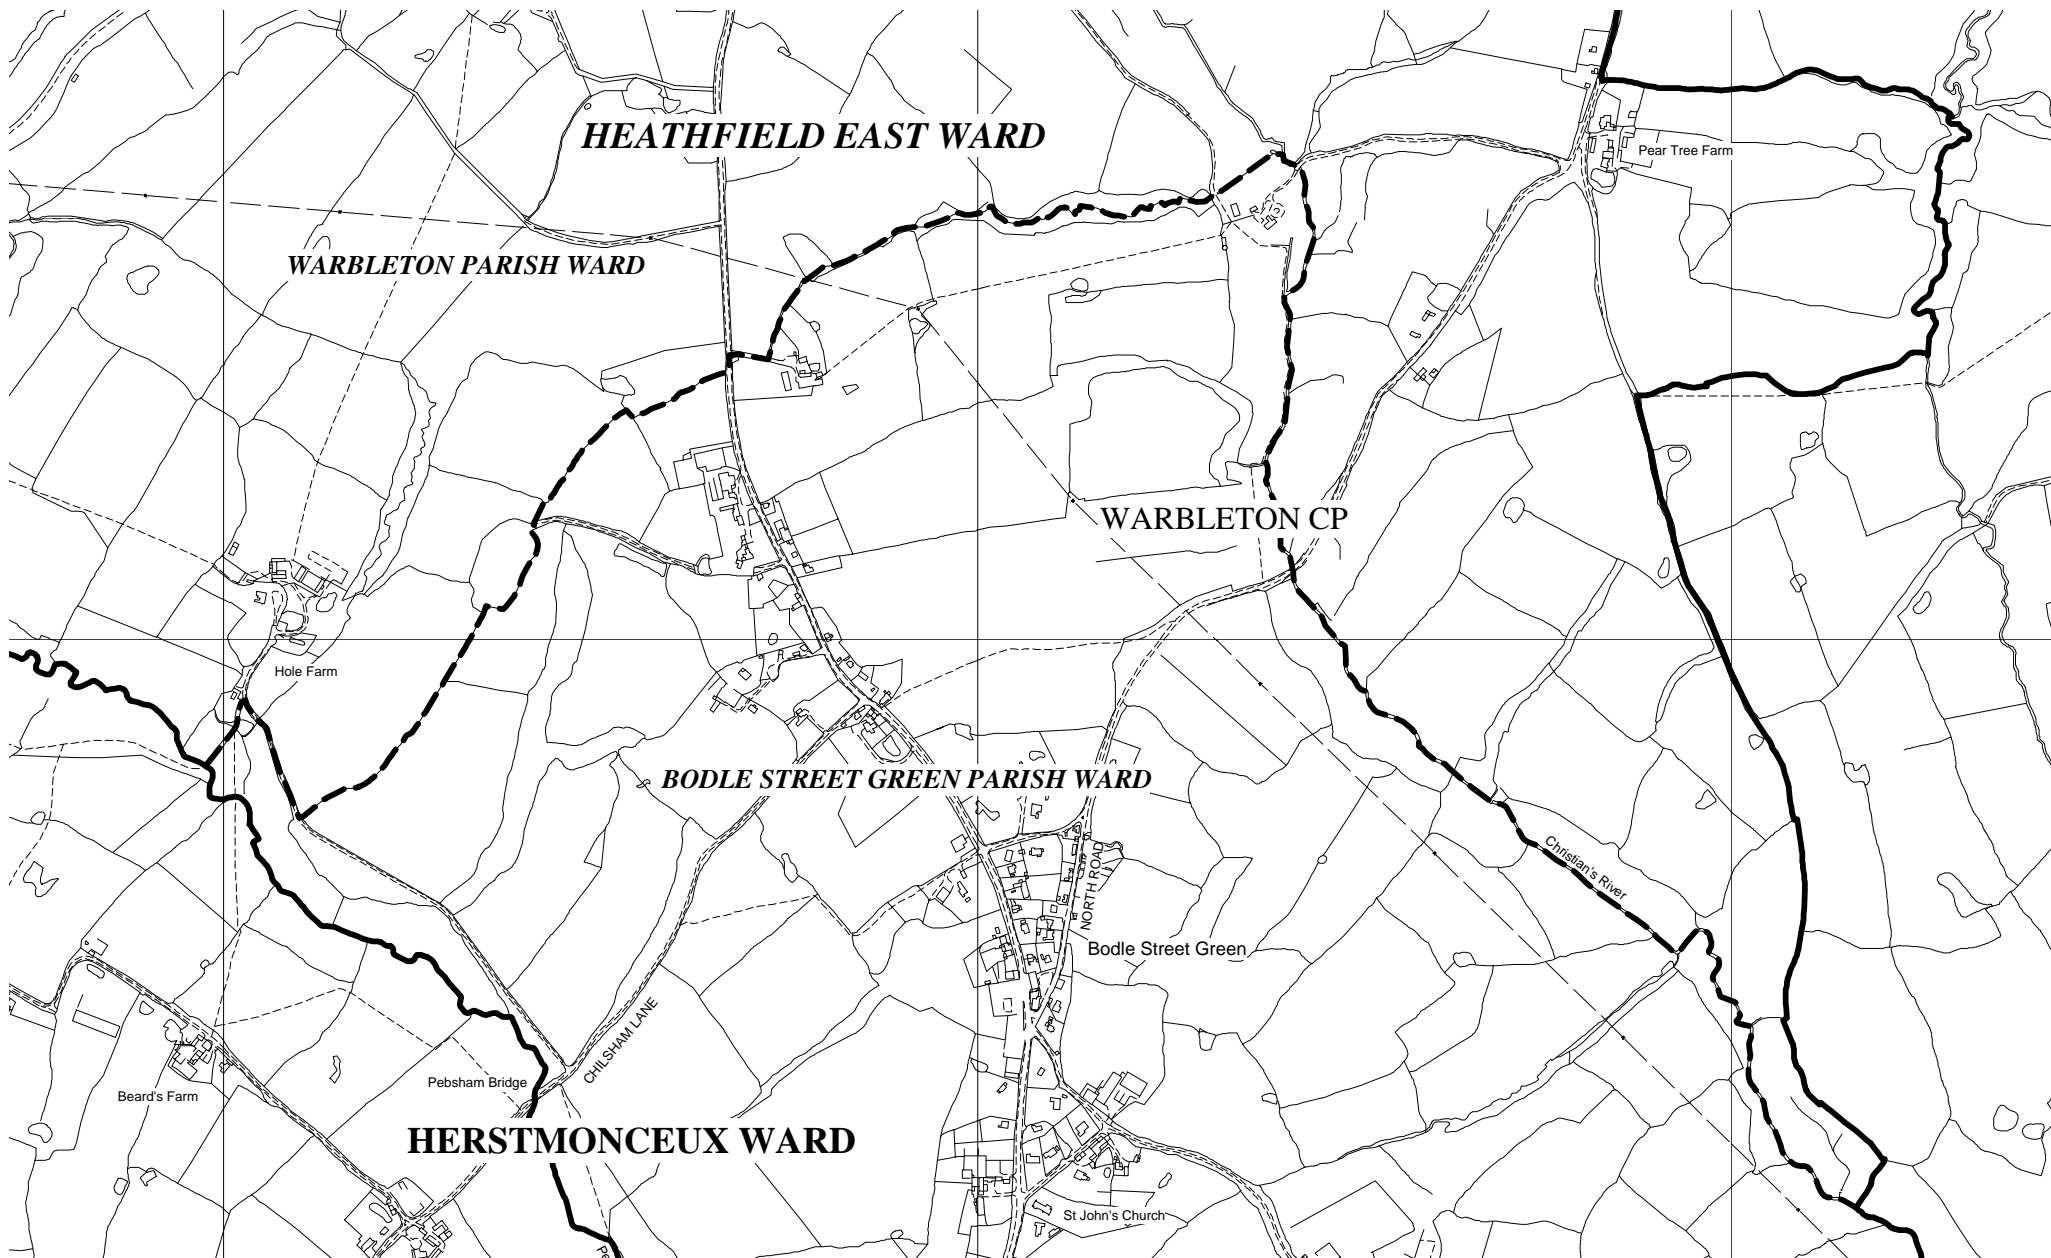 HEATHFIELD EAST WARD
Pear Tree Farm
WARBLETON PARISH WARD
WARBLETON CP
Hole Farm
BODLE STREET GREEN PARISH WARD
Christian's River
NORTH ROAD
Bodle Street Green
CHILSHAM LANE
Pebsham Bridge
Beard's Farm
HERSTMONCEUX WARD
St John's Church
Pe